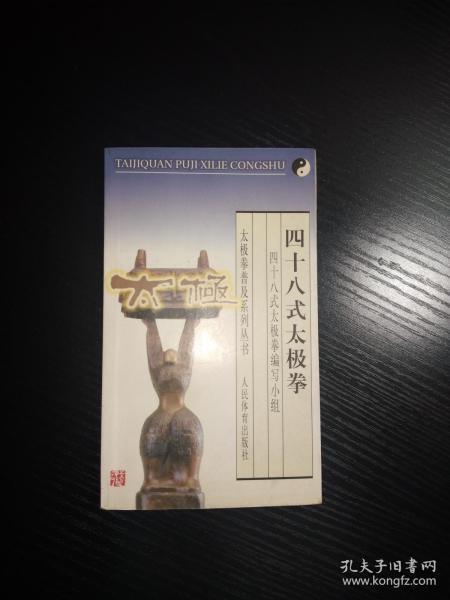 TAIJIQUAN PUJI XILIE CONGSHU
四十八式太极拳
四十八式太极拳编写小组
太极拳普及系列丛书 人民体育出版社
太極
孔夫子旧书网
www.kongfz.com